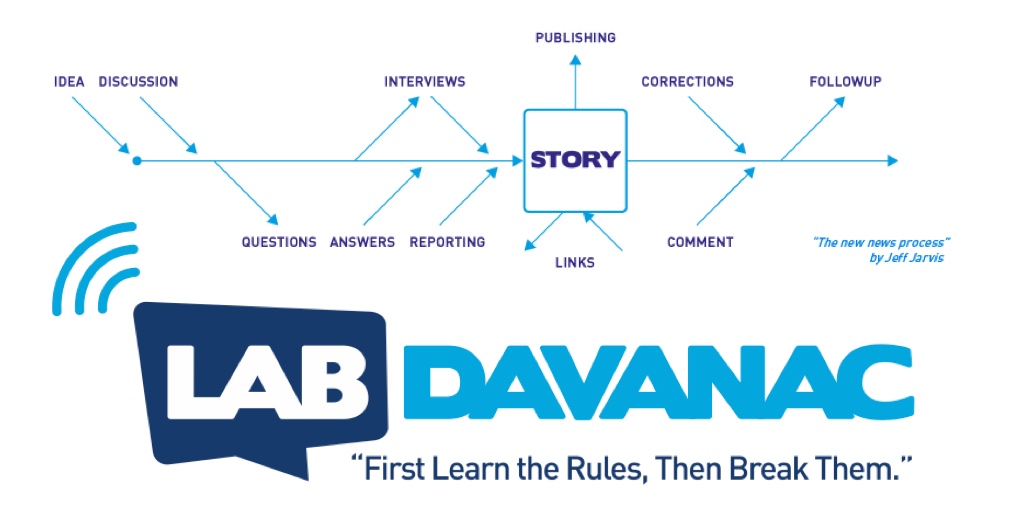 PUBLISHING
IDEA DISCUSSION INTERVIEWS CORRECTIONS FOLLOWUP
STORY
QUESTIONS ANSWERS REPORTING COMMENT
LINKS
"The new news process"
by Jeff Jarvis
LAB DAVANAC
“First Learn the Rules, Then Break Them.”